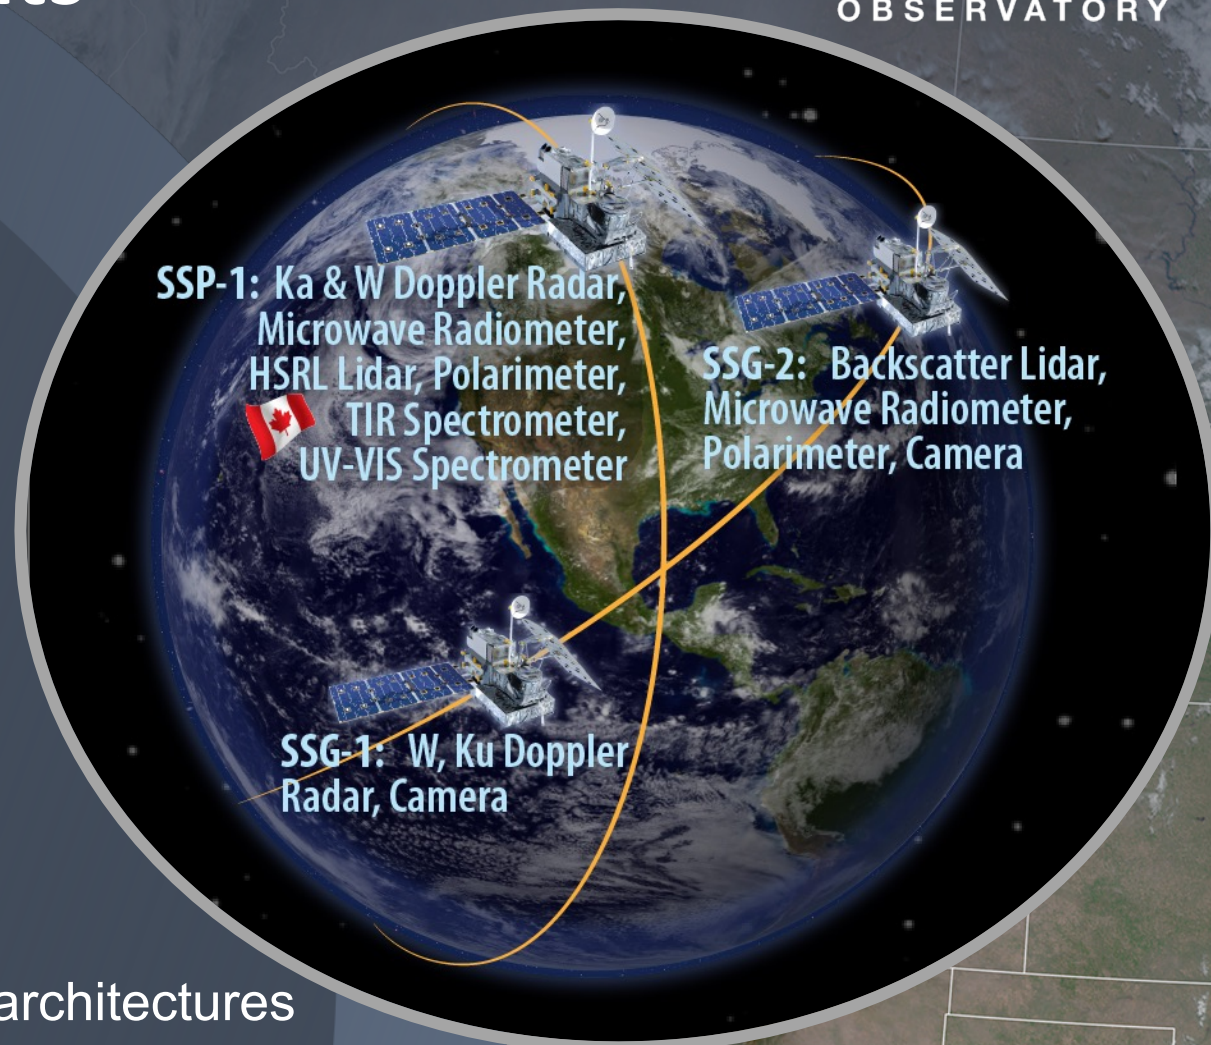 OBSERVATORY
SSP-1: Ka & W Doppler Radar,
Microwave Radiometer,
HSRL Lidar, Polarimeter,
TIR Spectrometer,
UV-VIS Spectrometer
SSG-2: Backscatter Lidar,
Microwave Radiometer,
Polarimeter, Camera
SSG-1: W, Ku Doppler
Radar, Camera
architectures